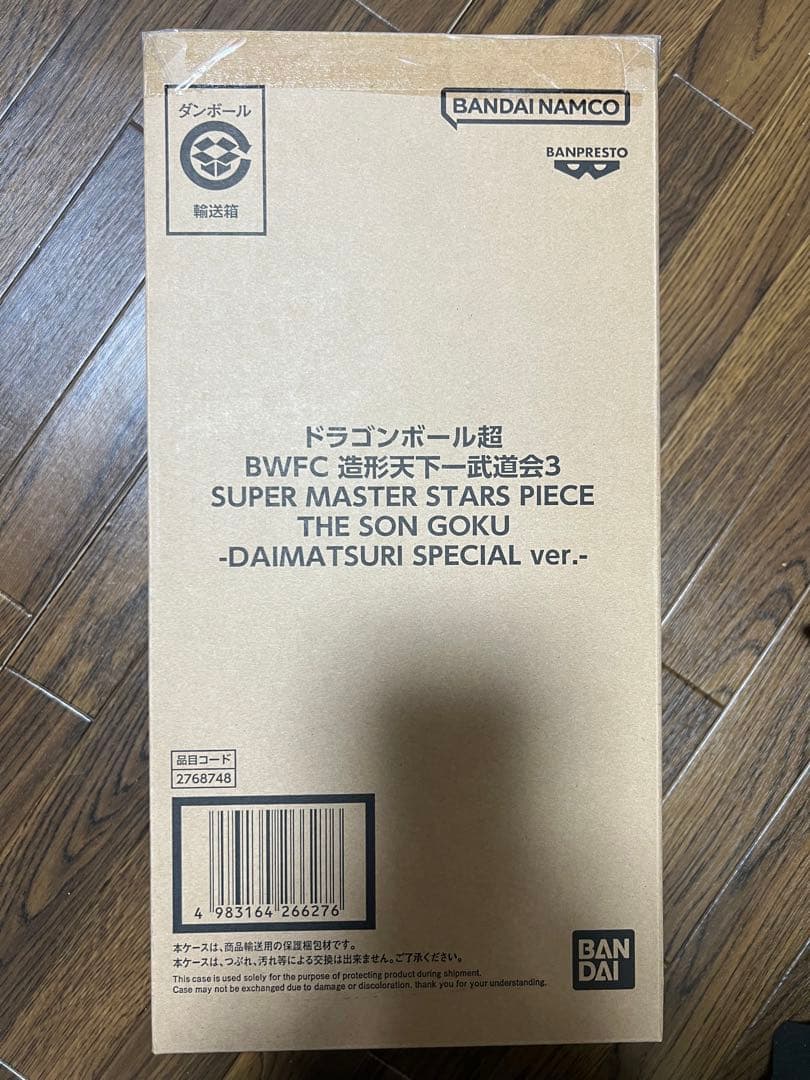 ダンボール
輸送箱
BANDAI NAMCO
BANPRESTO
ドラゴンボール超
BWFC 造形天下一武道会3
SUPER MASTER STARS PIECE
THE SON GOKU
-DAIMATSURI SPECIAL ver.-
品目コード
2768748
4 983164 266276
本ケースは、商品輸送用の保護梱包材です。
本ケースは、つぶれ、汚れ等による交換は出来ません。ご了承ください。
This case is used solely for the purpose of protecting product during shipment.
Case may not be exchanged due to damage or discoloration. thank you for your understanding.
BAN
DAI